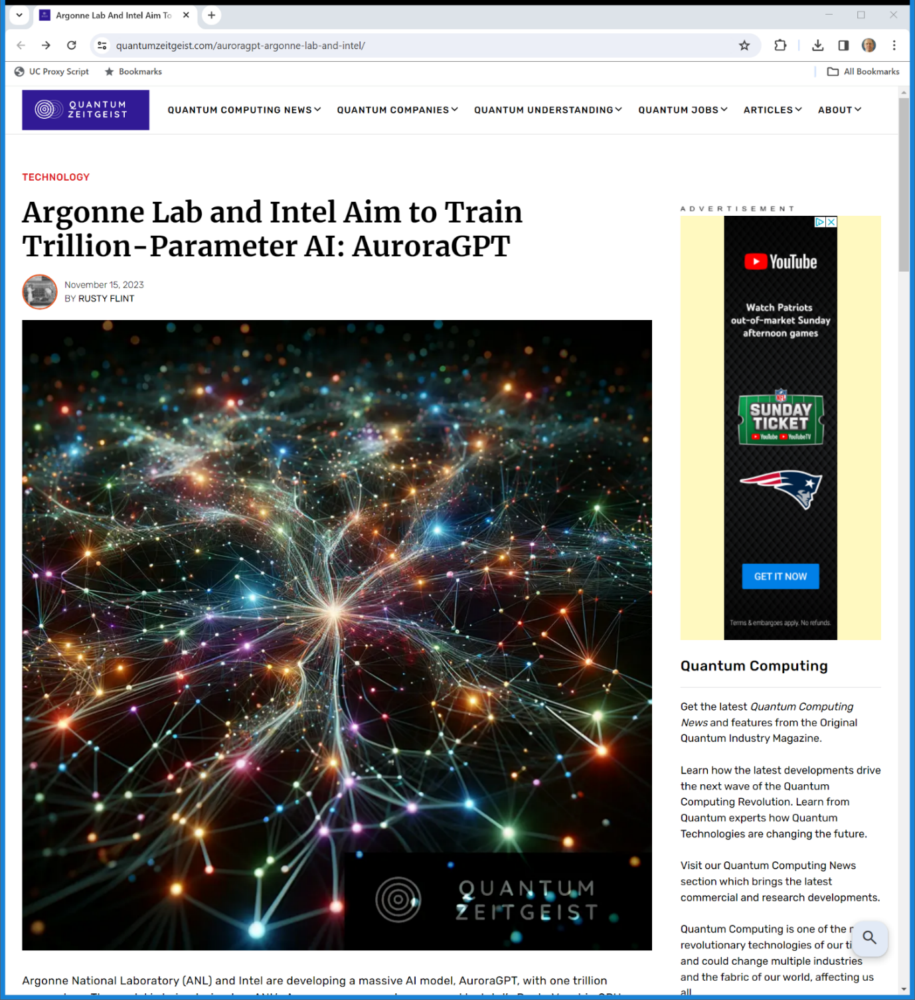 Argonne Lab And Intel Aim To
quantumzeitgeist.com/auroragpt-argonne-lab-and-intel/
UC Proxy Script Bookmarks All Bookmarks
QUANTUM
ZEITGEIST
QUANTUM COMPUTING NEWS QUANTUM COMPANIES QUANTUM UNDERSTANDING QUANTUM JOBS ARTICLES ABOUT
TECHNOLOGY
Argonne Lab and Intel Aim to Train
Trillion-Parameter AI: AuroraGPT
November 15, 2023
BY RUSTY FLINT
QUANTUM
ZEITGEIST
Argonne National Laboratory (ANL) and Intel are developing a massive AI model, AuroraGPT, with one trillion
ADVERTISEMENT
YouTube
Watch Patriots
out-of-market Sunday
afternoon games
NFL
SUNDAY
TICKET
YouTube YouTubeTV
GET IT NOW
Terms & embargoes apply. No refunds.
Quantum Computing
Get the latest Quantum Computing
News and features from the Original
Quantum Industry Magazine.
Learn how the latest developments drive
the next wave of the Quantum
Computing Revolution. Learn from
Quantum experts how Quantum
Technologies are changing the future.
Visit our Quantum Computing News
section which brings the latest
commercial and research developments.
Quantum Computing is one of the
revolutionary technologies of our
and could change multiple industries
and the fabric of our world, affecting us
all